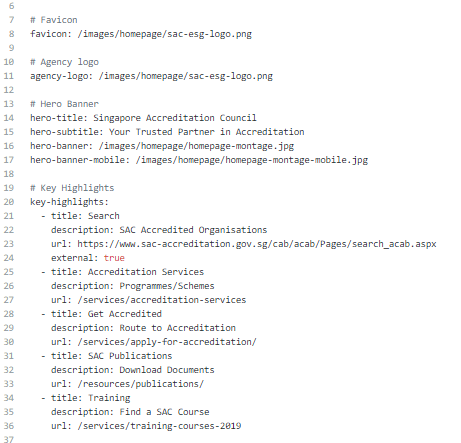 6
7 # Favicon
8 favicon: /images/homepage/sac-esg-logo.png
9
10 # Agency logo
11 agency-logo: /images/homepage/sac-esg-logo.png
12
13 # Hero Banner
14 hero-title: Singapore Accreditation Council
15 hero-subtitle: Your Trusted Partner in Accreditation
16 hero-banner: /images/homepage/homepage-montage.jpg
17 hero-banner-mobile: /images/homepage/homepage-montage-mobile.jpg
18
19 # Key Highlights
20 key-highlights:
21   - title: Search
22     description: SAC Accredited Organisations
23     url: https://www.sac-accreditation.gov.sg/cab/acab/Pages/search_acab.aspx
24     external: true
25   - title: Accreditation Services
26     description: Programmes/Schemes
27     url: /services/accreditation-services
28   - title: Get Accredited
29     description: Route to Accreditation
30     url: /services/apply-for-accreditation/
31   - title: SAC Publications
32     description: Download Documents
33     url: /resources/publications/
34   - title: Training
35     description: Find a SAC Course
36     url: /services/training-courses-2019
37